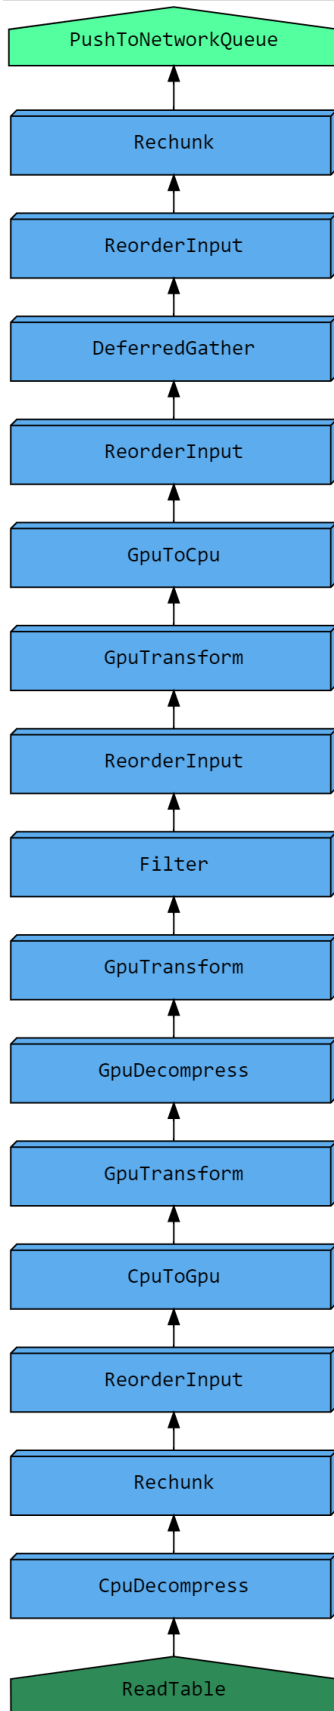 PushToNetworkQueue
Rechunk
ReorderInput
DeferredGather
ReorderInput
GpuToCpu
GpuTransform
ReorderInput
Filter
GpuTransform
GpuDecompress
GpuTransform
CpuToGpu
ReorderInput
Rechunk
CpuDecompress
ReadTable